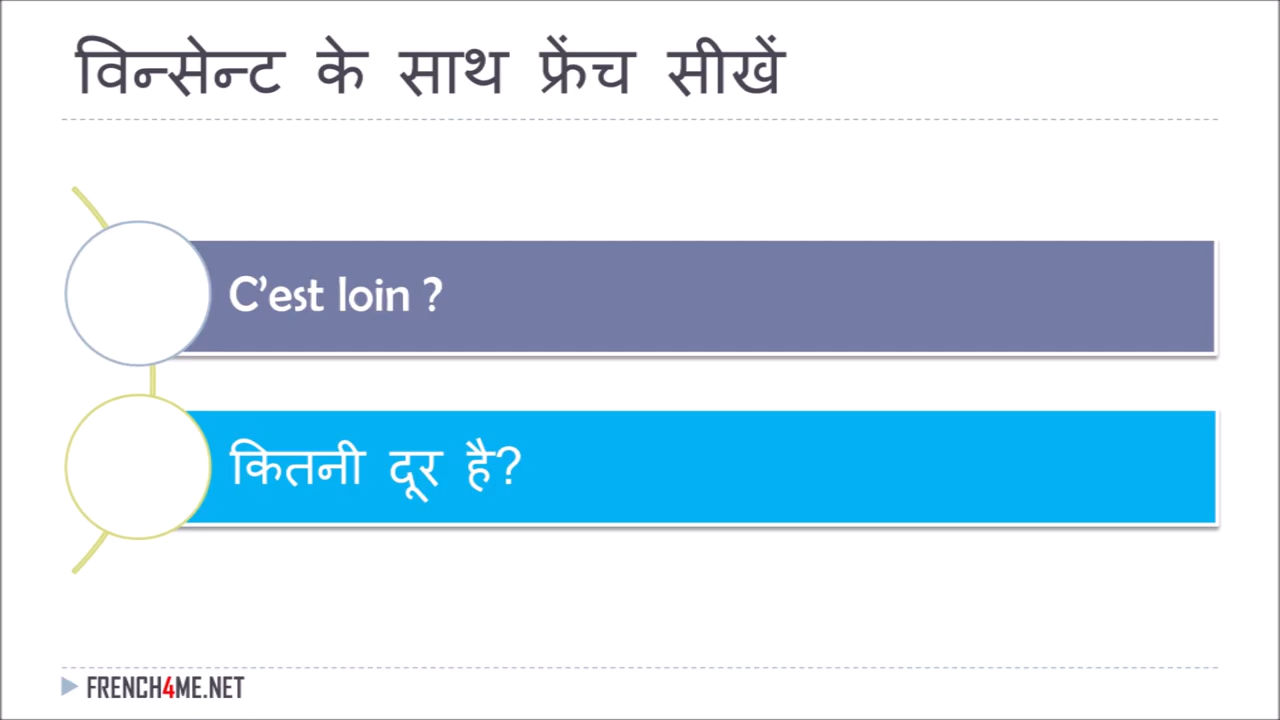 विन्सेन्ट के साथ फ्रेंच सीखें
C’est loin ?
कितनी दूर है?
FRENCH4ME.NET